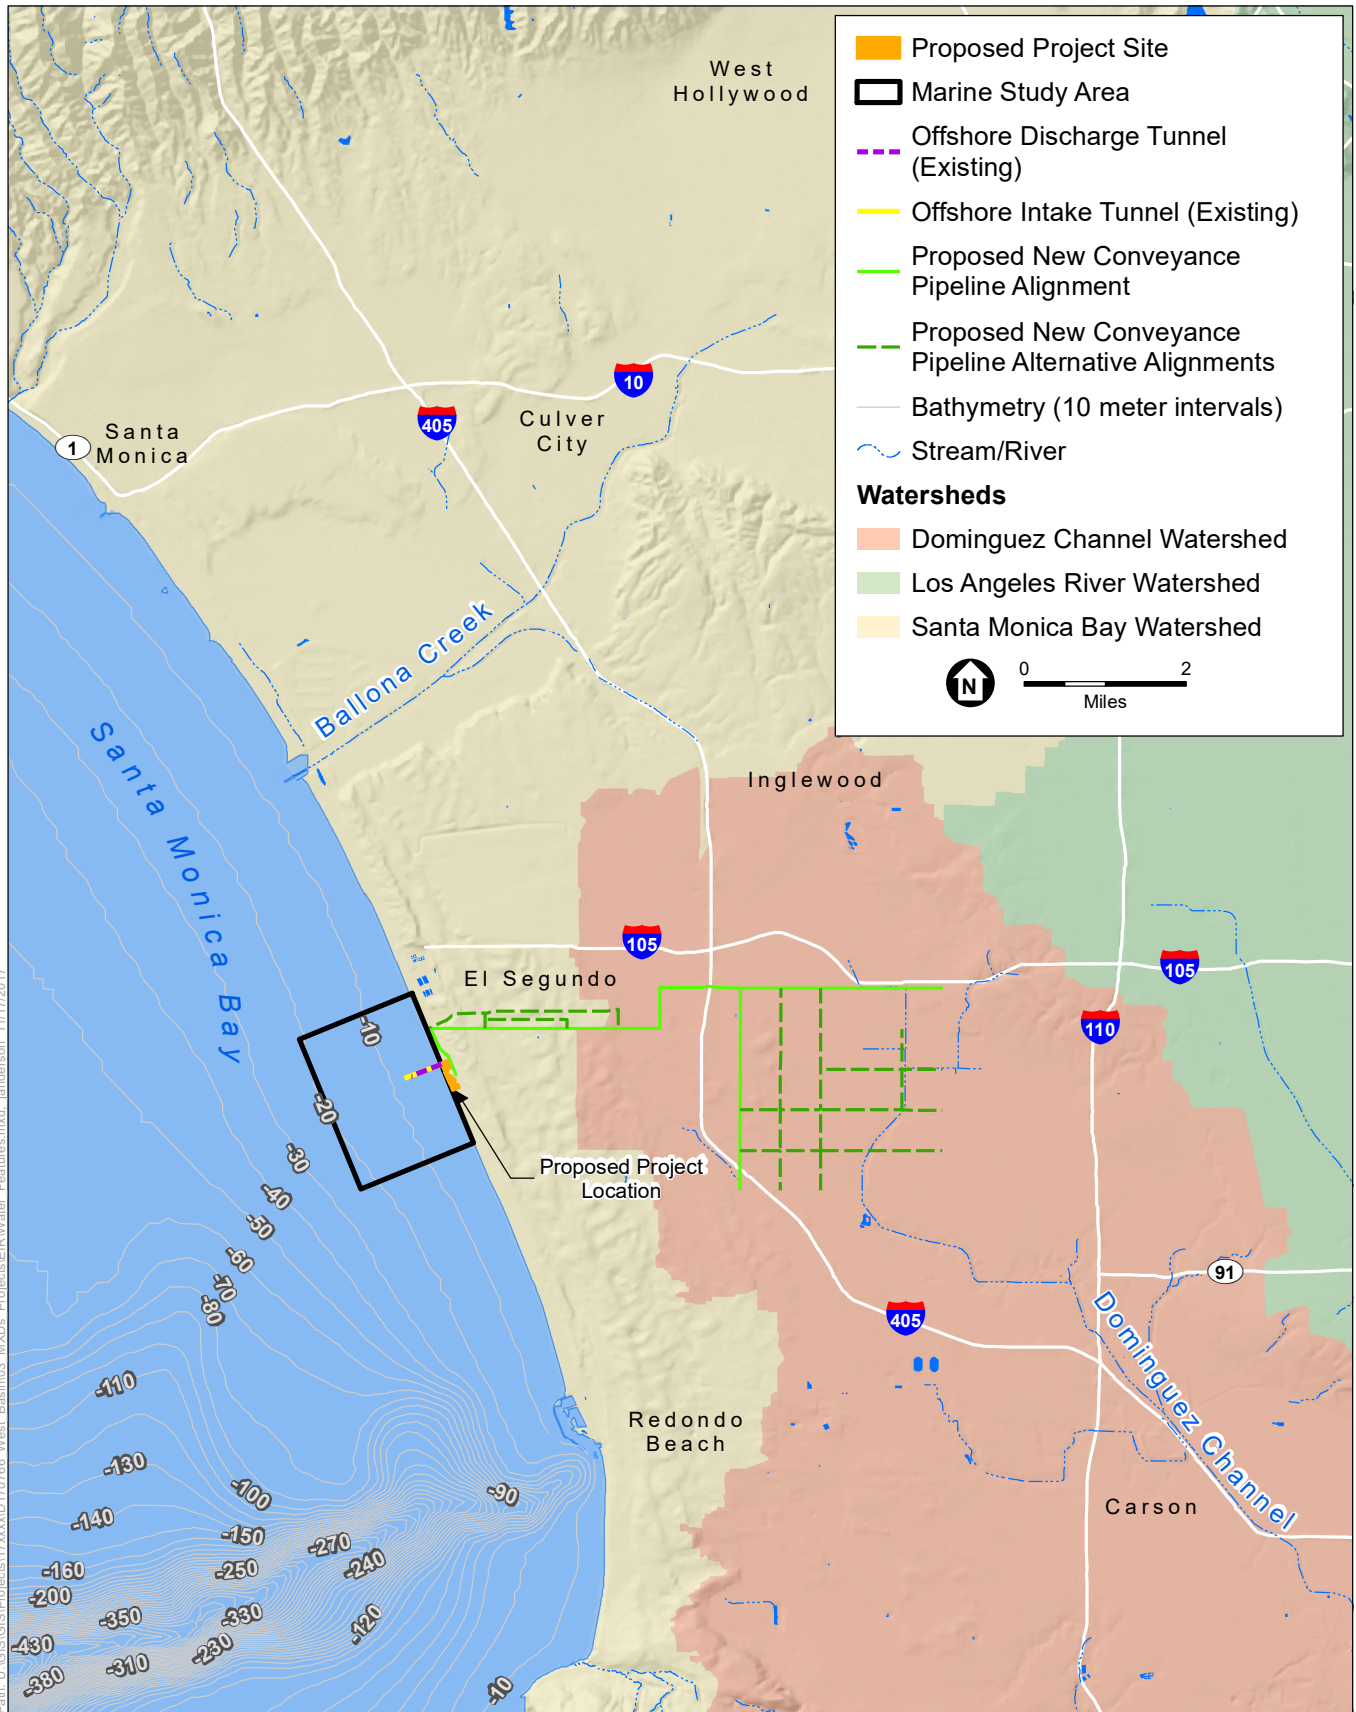 Proposed Project Site
Marine Study Area
Offshore Discharge Tunnel
(Existing)
Offshore Intake Tunnel (Existing)
Proposed New Conveyance
Pipeline Alignment
Proposed New Conveyance
Pipeline Alternative Alignments
Bathymetry (10 meter intervals)
Stream/River
Watersheds
Dominguez Channel Watershed
Los Angeles River Watershed
Santa Monica Bay Watershed
N
0 2
Miles
West
Hollywood
10
405
Culver
City
Santa
Monica
1
Ballona Creek
Santa Monica Bay
Inglewood
105
El Segundo
105
110
-10
-20
-30
-40
-50
-60
-70
-80
Proposed Project
Location
91
405
Dominguez Channel
-110
Redondo
Beach
-130
-100
-90
Carson
-140
-150
-270
-240
-160
-250
-200
-350
-330
-120
-430
-230
-310
-380
-10